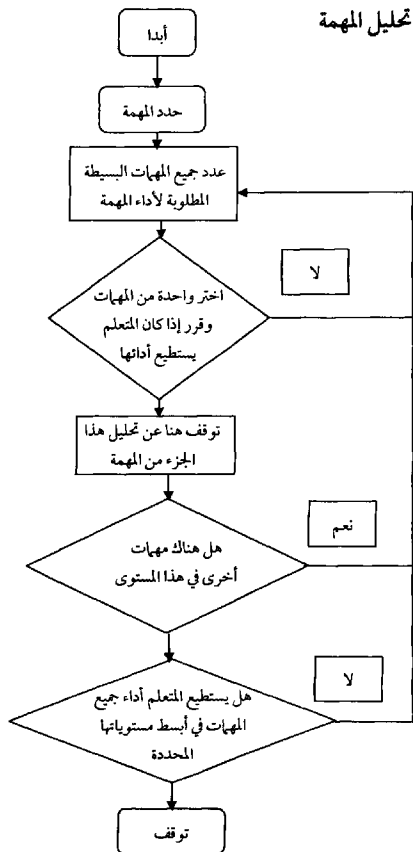 تحليل المهمة
أبدا
حدد المهمة
عدد جميع المهمات البسيطة
المطلوبة لأداء المهمة
لا
اختر واحدة من المهمات
وقرر إذا كان المتعلم
يستطيع أدائها
توقف هنا عن تحليل هذا
الجزء من المهمة
نعم
هل هناك مهمات
أخرى في هذا المستوى
لا
هل يستطيع المتعلم أداء جميع
المهمات في أبسط مستوياتها
المحددة
توقف